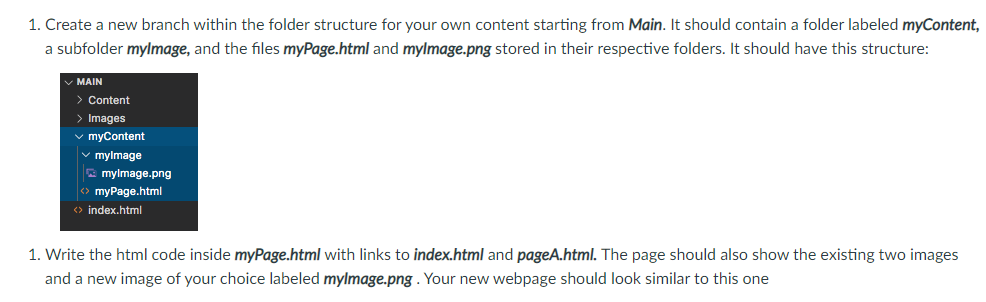 1. Create a new branch within the folder structure for your own content starting from Main. It should contain a folder labeled myContent,
a subfolder myImage, and the files myPage.html and myImage.png stored in their respective folders. It should have this structure:
MAIN
Content
Images
myContent
myImage
myImage.png
myPage.html
index.html
1. Write the html code inside myPage.html with links to index.html and pageA.html. The page should also show the existing two images
and a new image of your choice labeled myImage.png . Your new webpage should look similar to this one